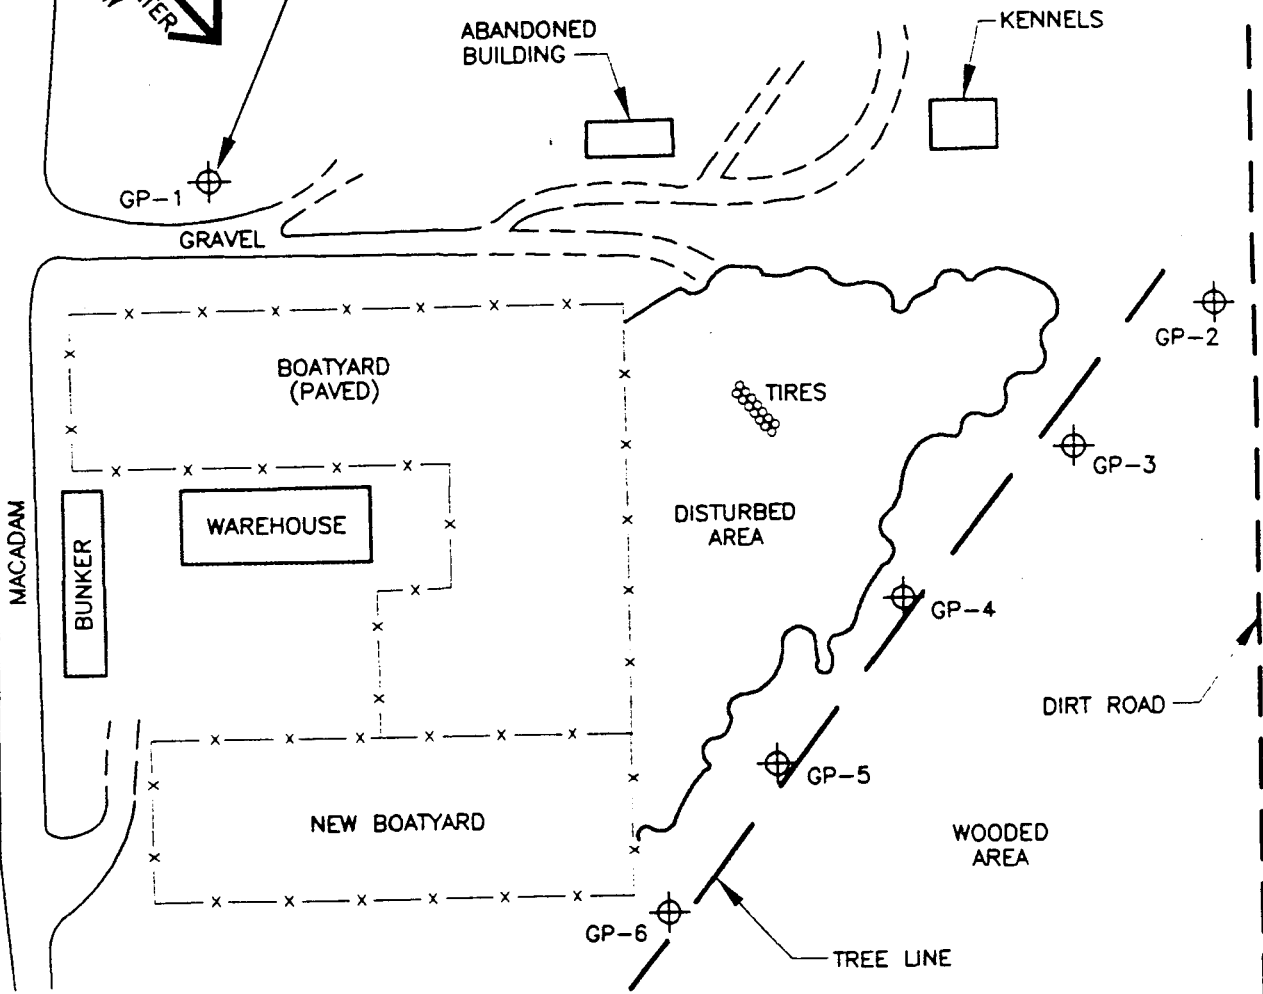 ABANDONED
BUILDING
KENNELS
GP-1
GRAVEL
GP-2
BOATYARD
(PAVED)
TIRES
GP-3
DISTURBED
AREA
WAREHOUSE
MACADAM
BUNKER
GP-4
DIRT ROAD
GP-5
NEW BOATYARD
WOODED
AREA
GP-6
TREE LINE